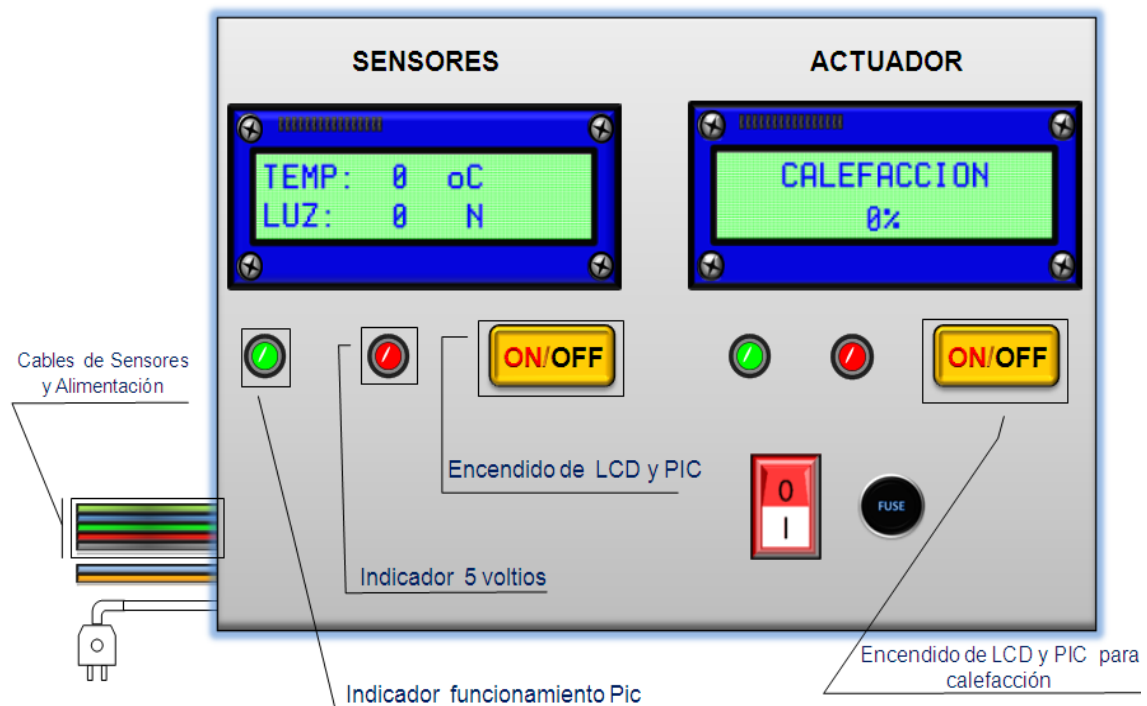 SENSORES
ACTUADOR
TEMP: 0 oC
LUZ: 0 N
CALEFACCION
0%
ON/OFF
ON/OFF
Cables de Sensores
y Alimentación
Encendido de LCD y PIC
0
I
FUSE
Indicador 5 voltios
Encendido de LCD y PIC para
calefacción
Indicador funcionamiento Pic